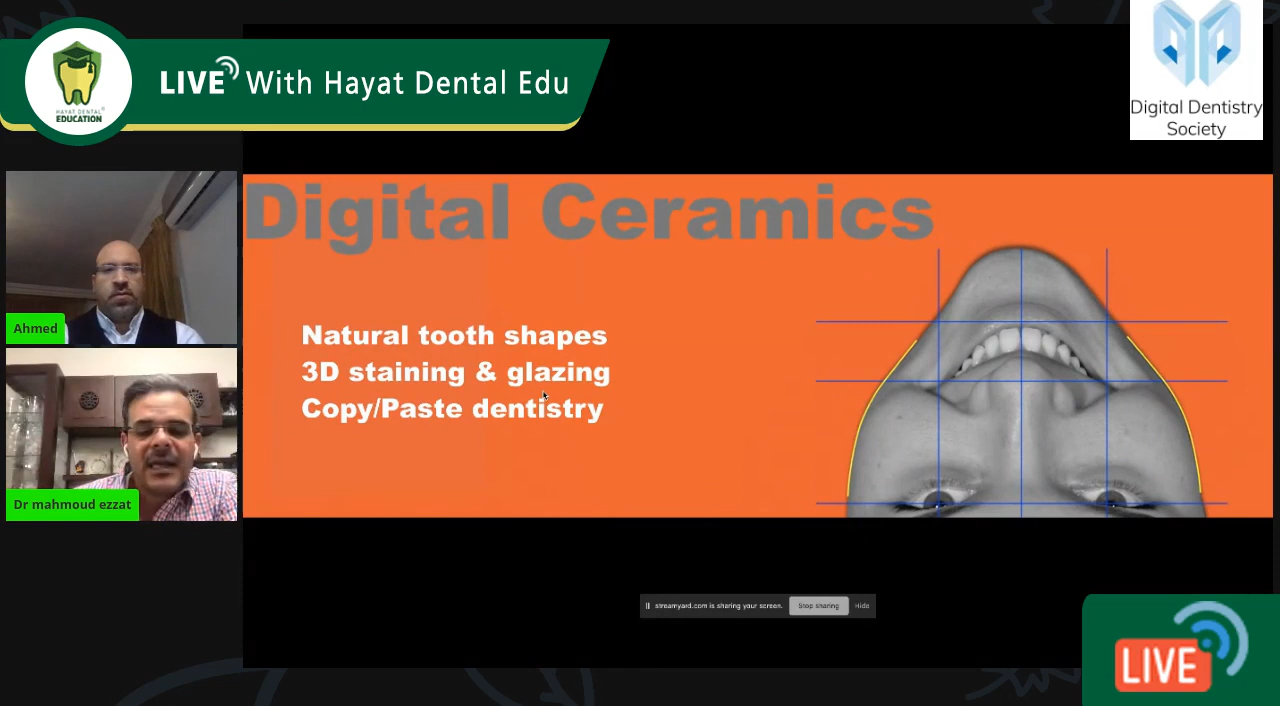 LIVE With Hayat Dental Edu
HAYAT DENTAL
EDUCATION
Digital Dentistry
Society
Ahmed
Dr mahmoud ezzat
Digital Ceramics
Natural tooth shapes
3D staining & glazing
Copy/Paste dentistry
streamyard.com is sharing your screen.
Stop sharing
Hide
LIVE